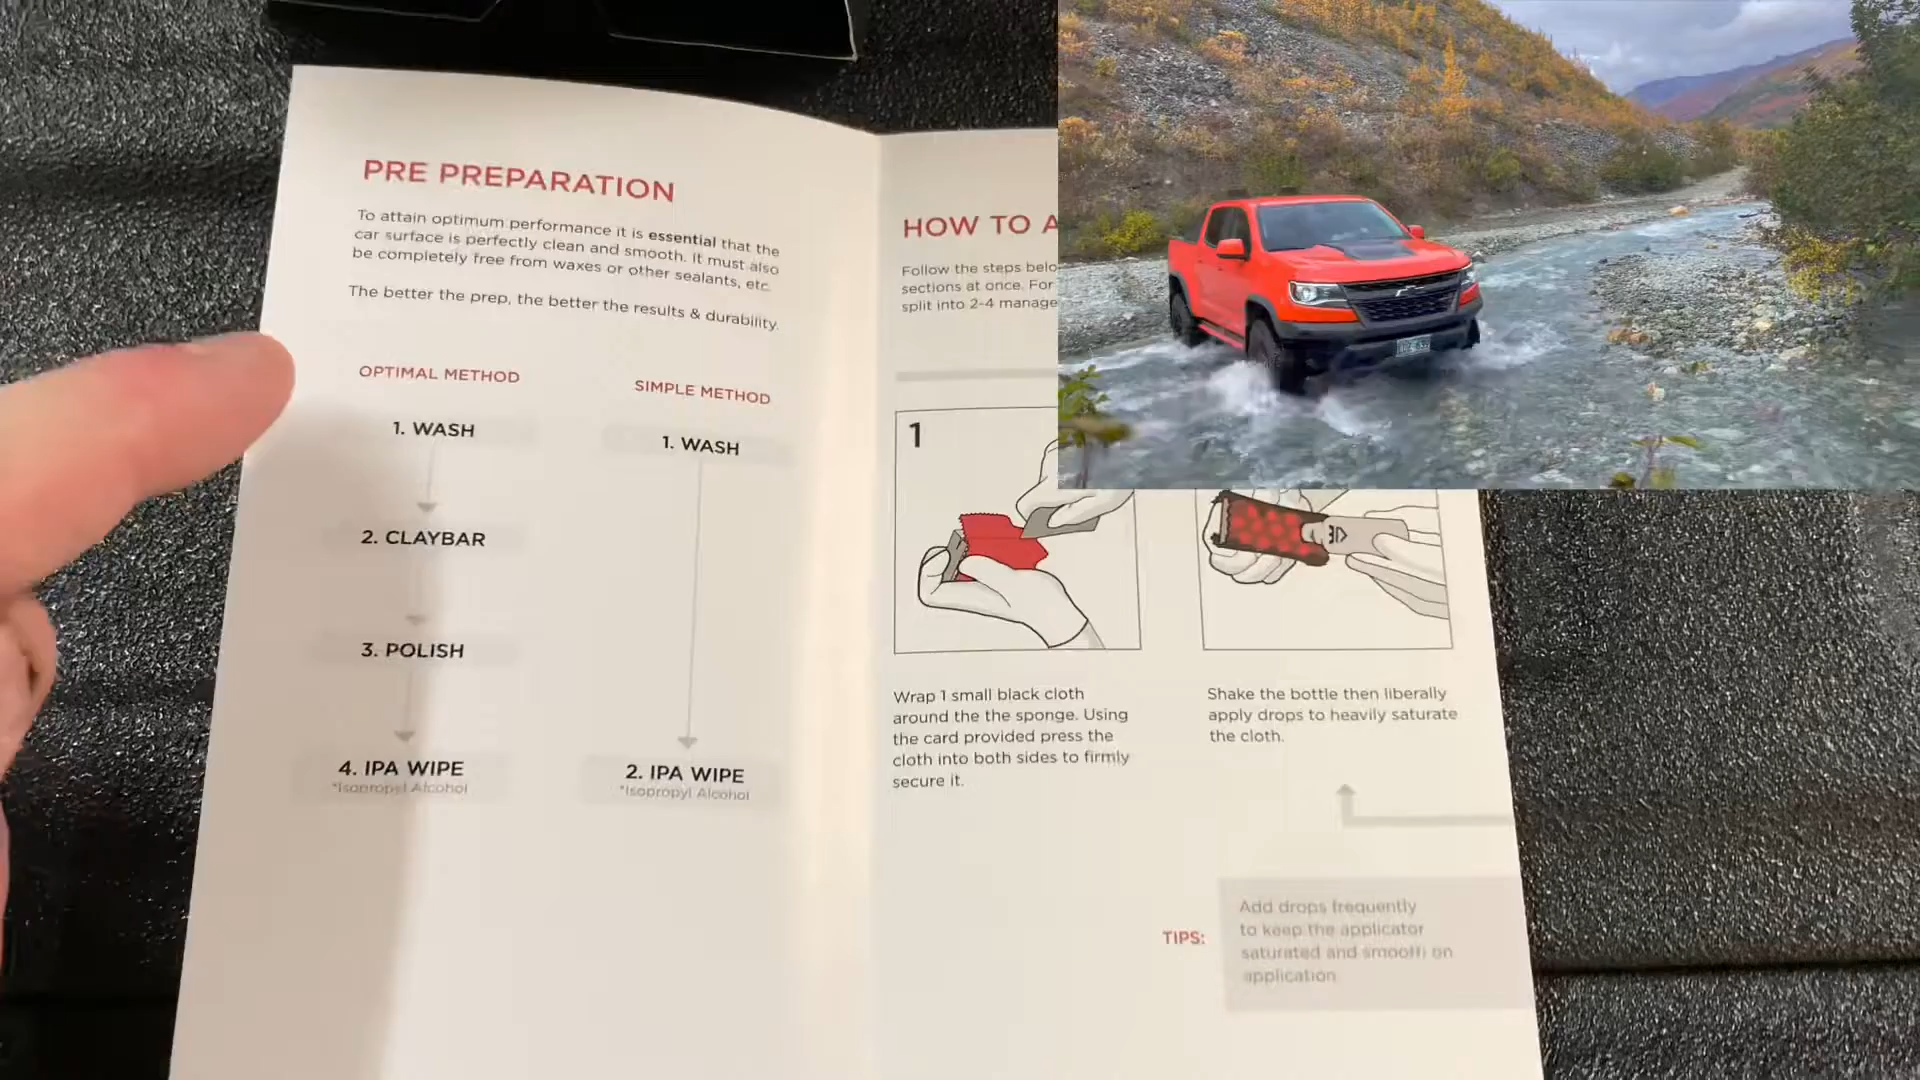 PRE PREPARATION
To attain optimum performance it is essential that the
car surface is perfectly clean and smooth. It must also
be completely free from waxes or other sealants, etc.
The better the prep, the better the results & durability.
OPTIMAL METHOD
1. WASH
2. CLAYBAR
3. POLISH
4. IPA WIPE
*Isopropyl Alcohol
SIMPLE METHOD
1. WASH
2. IPA WIPE
*Isopropyl Alcohol
HOW TO A
Follow the steps belo
sections at once. For
split into 2-4 manage
1
Wrap 1 small black cloth
around the the sponge. Using
the card provided press the
cloth into both sides to firmly
secure it.
Shake the bottle then liberally
apply drops to heavily saturate
the cloth.
TIPS:
Add drops frequently
to keep the applicator
saturated and smooth on
application